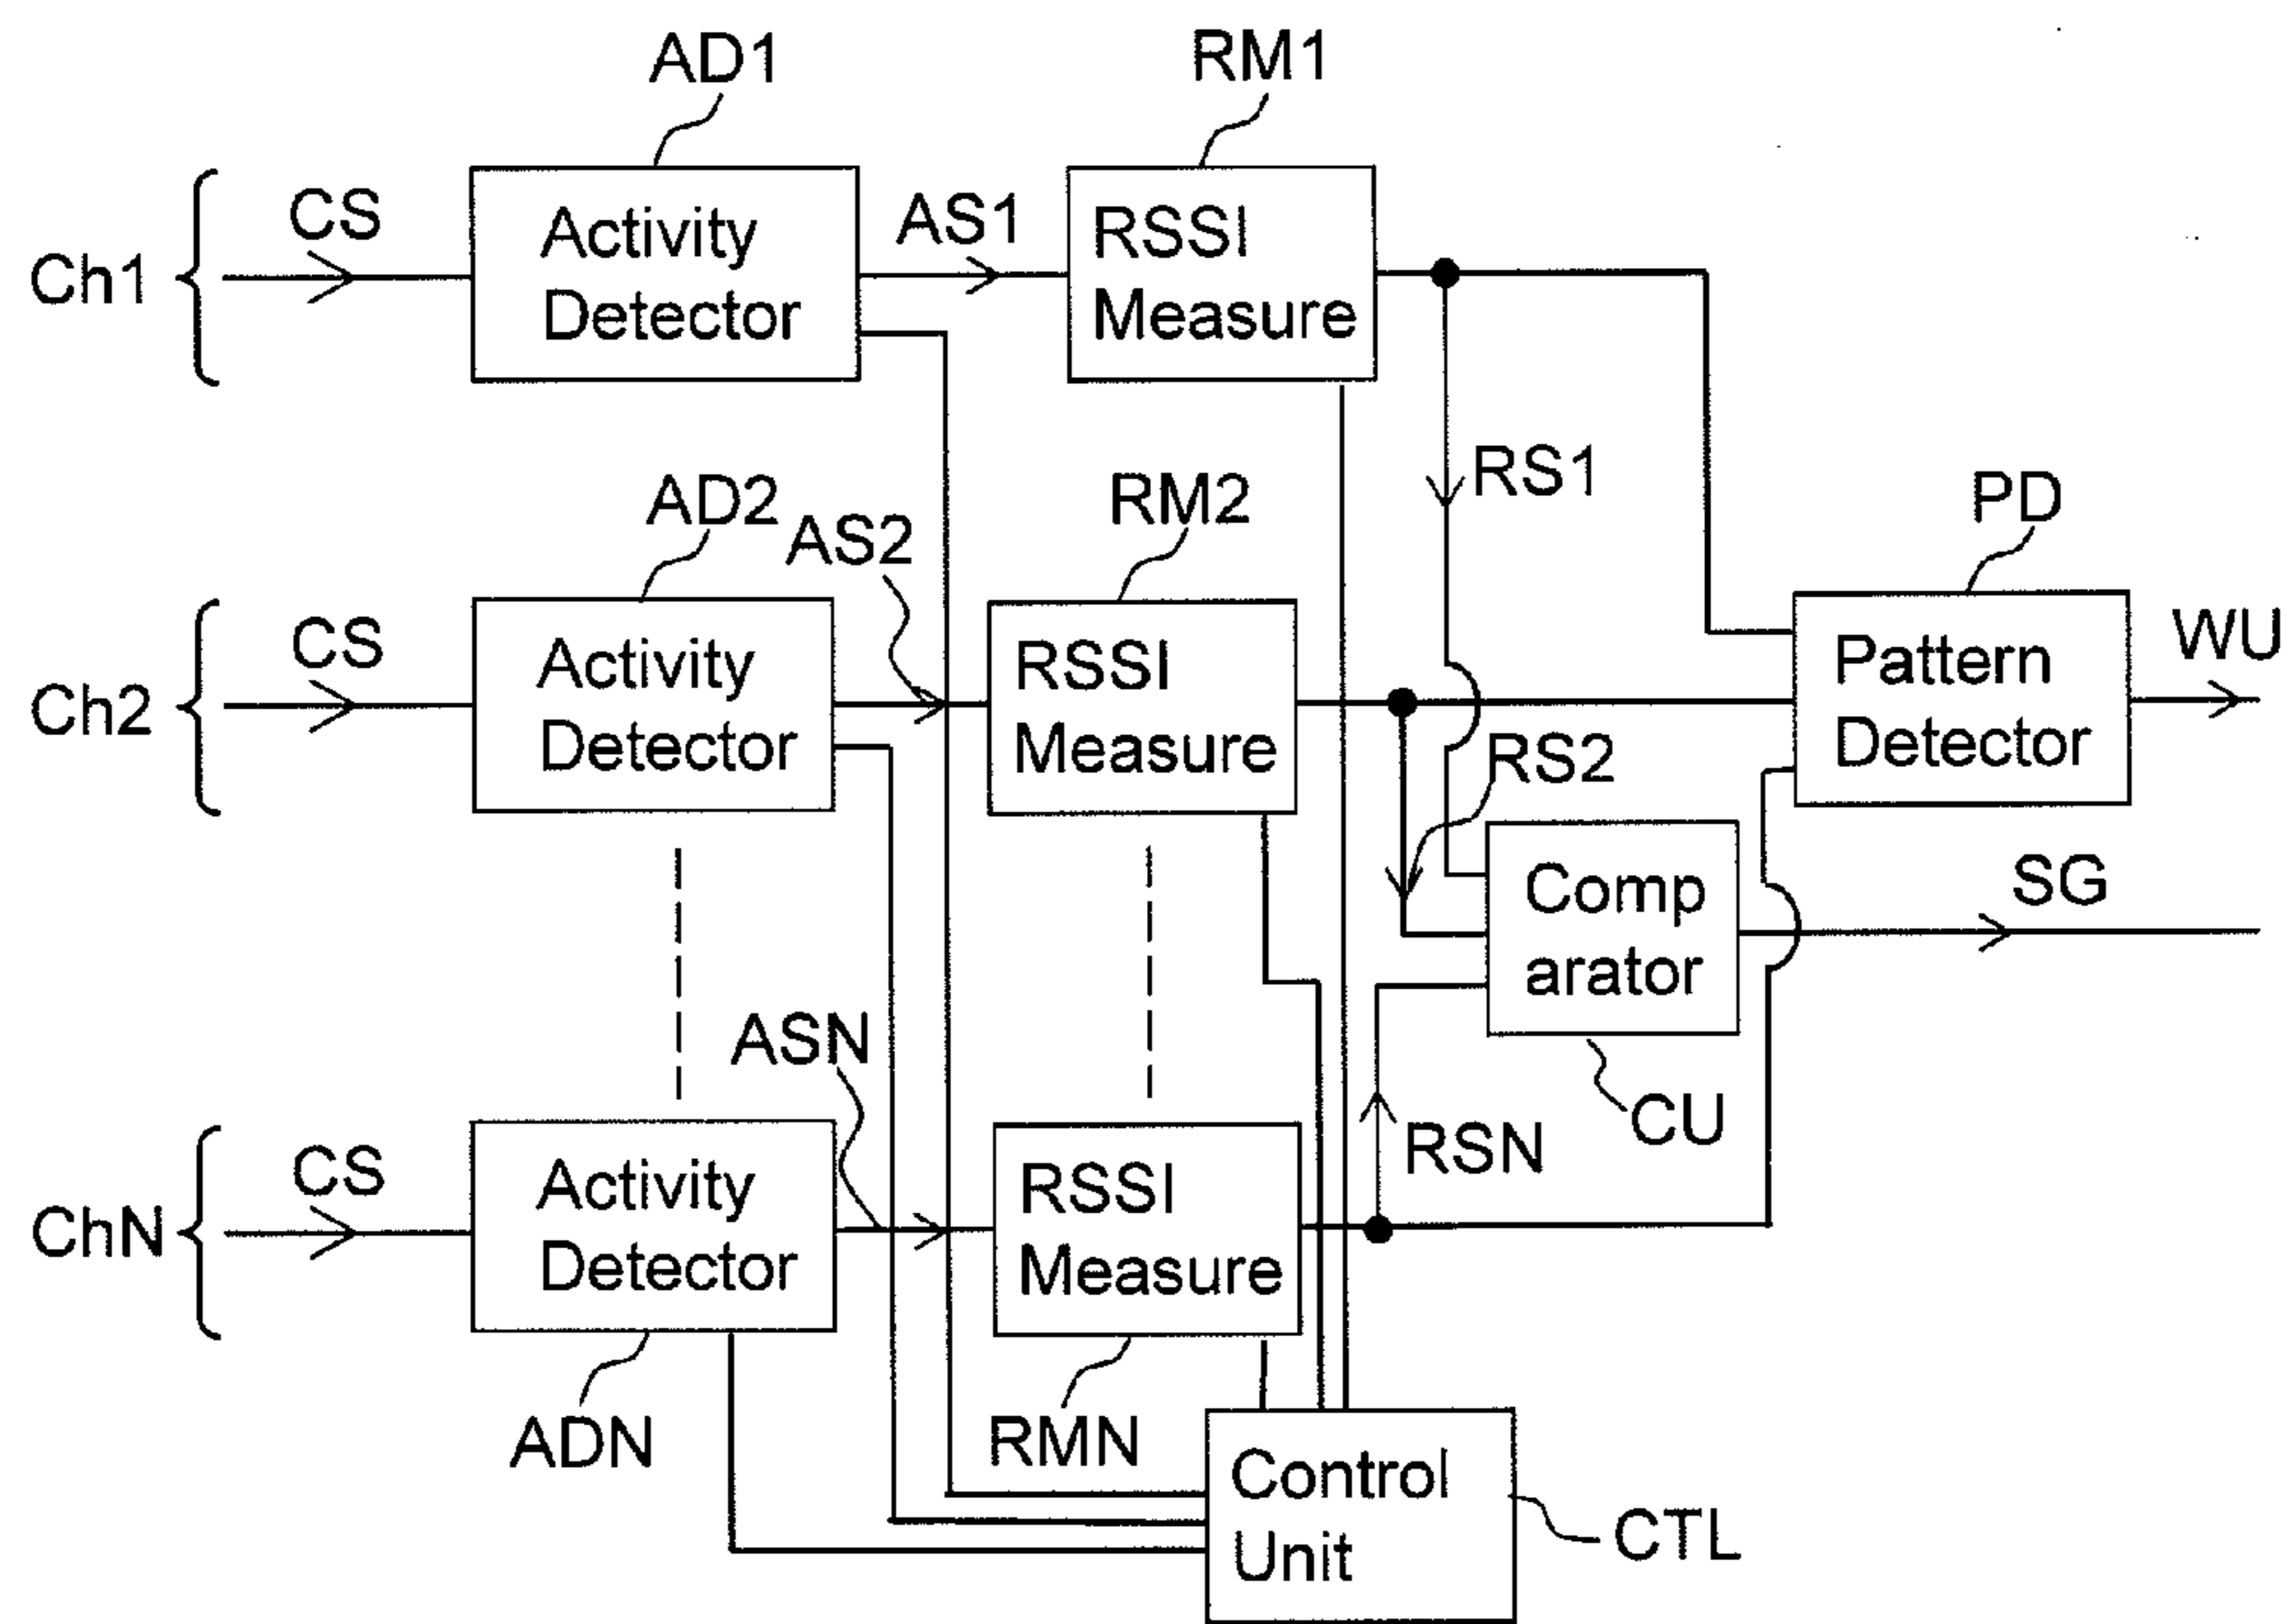 AD1
RM1
CS
Activity
Detector
AS1
RSSI
Measure
Ch1
RS1
AD2
AS2
RM2
PD
CS
Activity
Detector
RSSI
Measure
Pattern
Detector
WU
Ch2
RS2
Comp
arator
SG
ASN
CU
RSN
CS
Activity
Detector
RSSI
Measure
ChN
ADN
RMN
Control
Unit
CTL